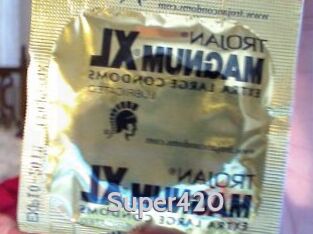 www.trojancondoms.com
TROJAN®
MAGNUM®XL
EXTRA LARGE CONDOMS
LUBRICATED
TROJAN
MAGNUM XL
EXTRA LARGE
Super420